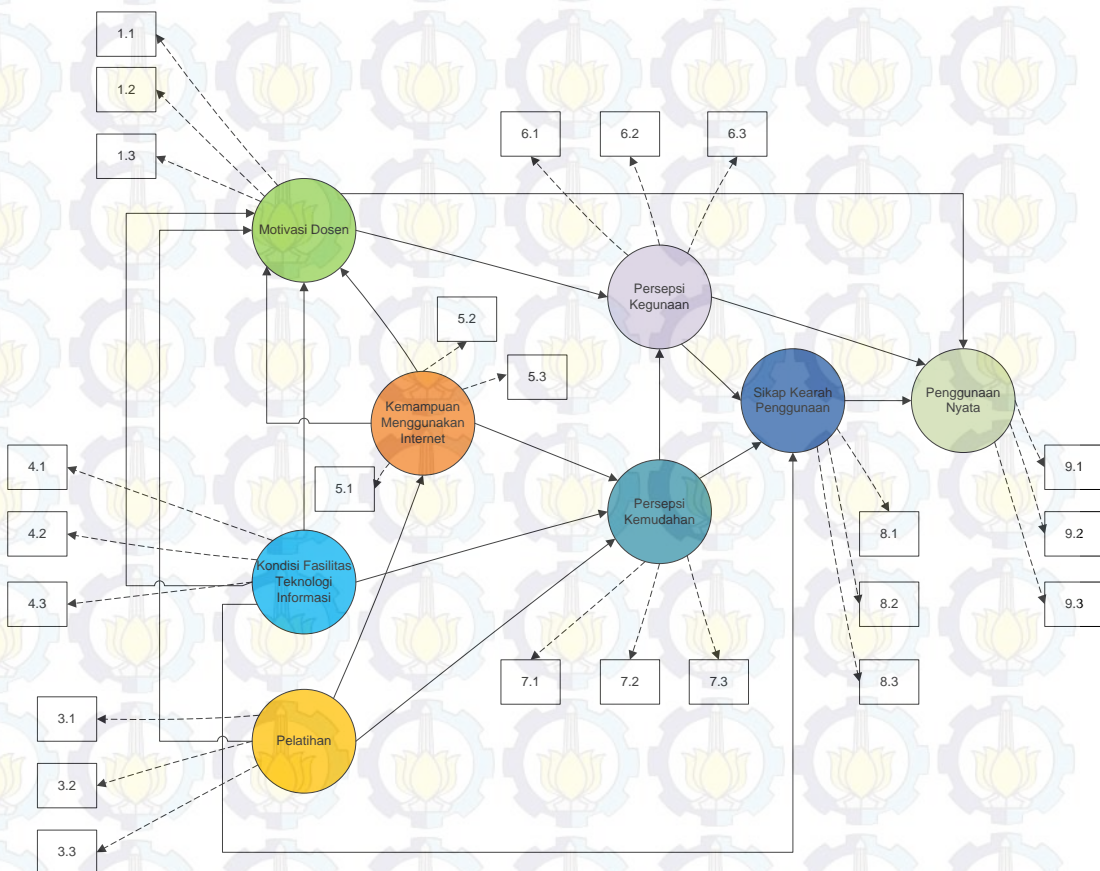 1.1
1.2
1.3
Motivasi Dosen
6.1
6.2
6.3
Persepsi
Kegunaan
5.2
5.3
Kemampuan
Menggunakan
Internet
5.1
Sikap Kearah
Penggunaan
Penggunaan
Nyata
4.1
4.2
4.3
Kondisi Fasilitas
Teknologi
Informasi
Persepsi
Kemudahan
9.1
9.2
9.3
8.1
8.2
8.3
7.1
7.2
7.3
3.1
3.2
3.3
Pelatihan